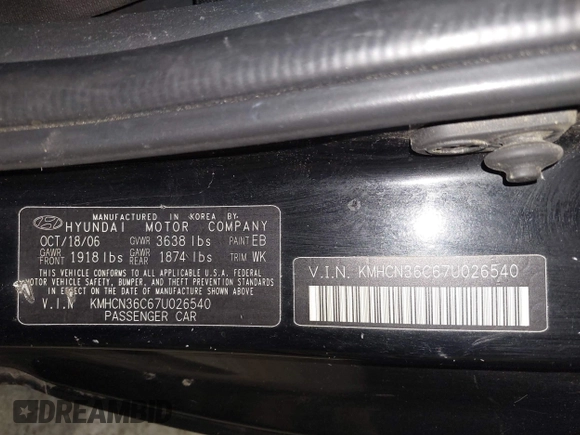 MANUFACTURED IN KOREA BY-
HYUNDAI MOTOR COMPANY
OCT/18/06 GVWR 3638 lbs PAINT EB
GAWR FRONT 1918 lbs GAWR REAR 1874 lbs TRIM WK
THIS VEHICLE CONFORMS TO ALL APPLICABLE U.S.A. FEDERAL
MOTOR VEHICLE SAFETY, BUMPER, AND THEFT PREVENTION STANDARDS
IN EFFECT ON THE DATE OF MANUFACTURE SHOWN ABOVE
V.I.N KMHCN36C67U026540
PASSENGER CAR
V.I.N. KMHCN36C67U026540
DREAMBID